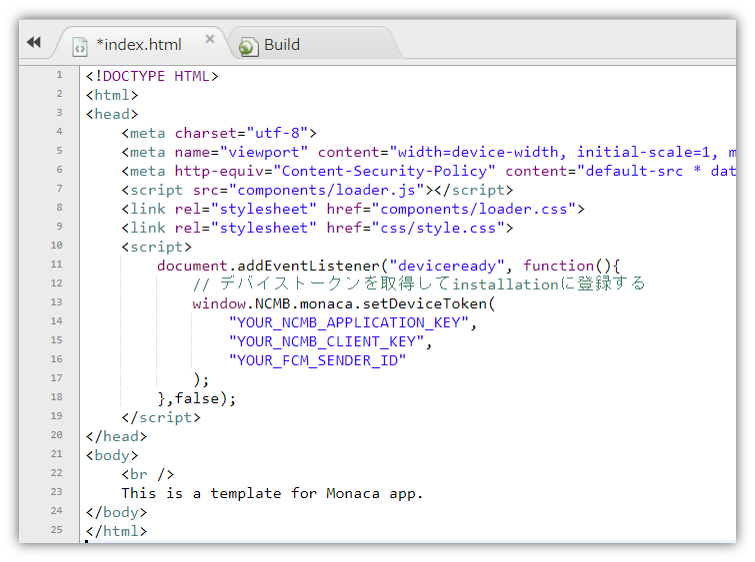 *index.html
Build
1 <!DOCTYPE HTML>
2 <html>
3 <head>
4 <meta charset="utf-8">
5 <meta name="viewport" content="width=device-width, initial-scale=1, m
6 <meta http-equiv="Content-Security-Policy" content="default-src * dat
7 <script src="components/loader.js"></script>
8 <link rel="stylesheet" href="components/loader.css">
9 <link rel="stylesheet" href="css/style.css">
10 <script>
11 document.addEventListener("deviceready", function(){
12 // デバイストークンを取得してinstallationに登録する
13 window.NCMB.monaca.setDeviceToken(
14 "YOUR_NCMB_APPLICATION_KEY",
15 "YOUR_NCMB_CLIENT_KEY",
16 "YOUR_FCM_SENDER_ID"
17 );
18 },false);
19 </script>
20 </head>
21 <body>
22 <br />
23 This is a template for Monaca app.
24 </body>
25 </html>